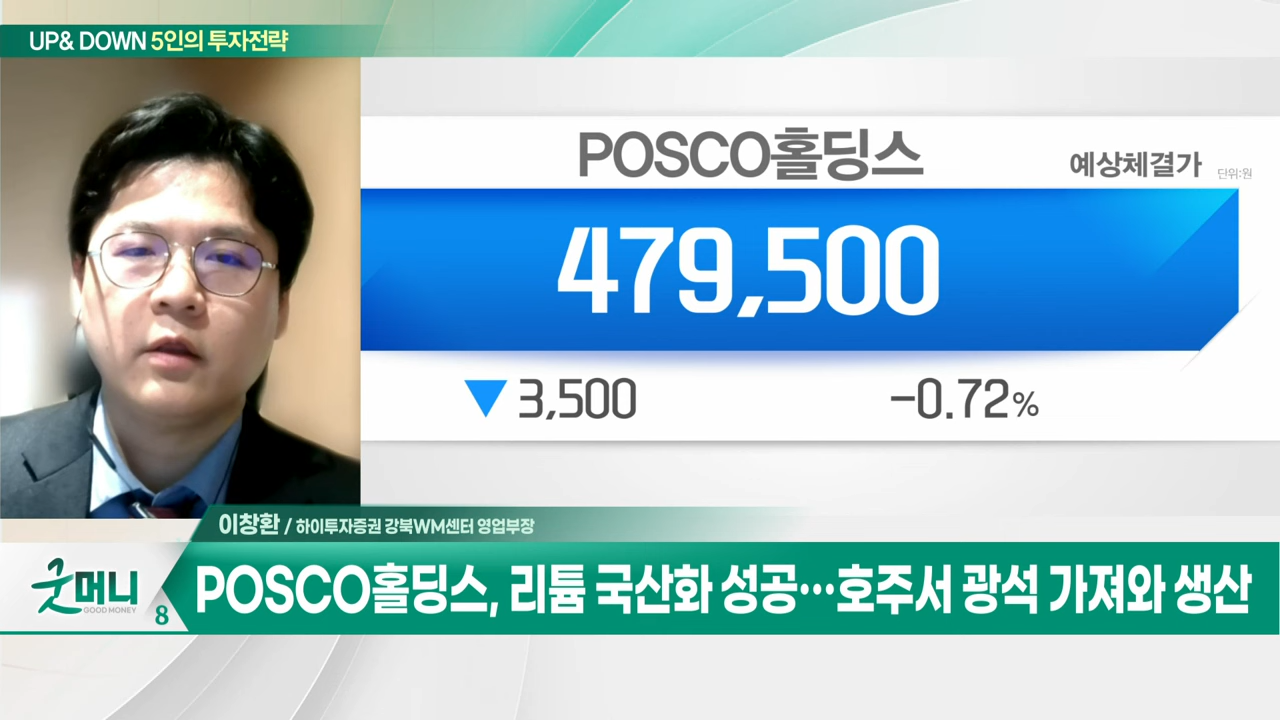 UP& DOWN 5인의 투자전략
POSCO홀딩스
예상체결가
단위:원
479,500
▼ 3,500
-0.72%
이창환 / 하이투자증권 강북WM센터 영업부장
굿머니
GOOD MONEY
8
POSCO홀딩스, 리튬 국산화 성공…호주서 광석 가져와 생산